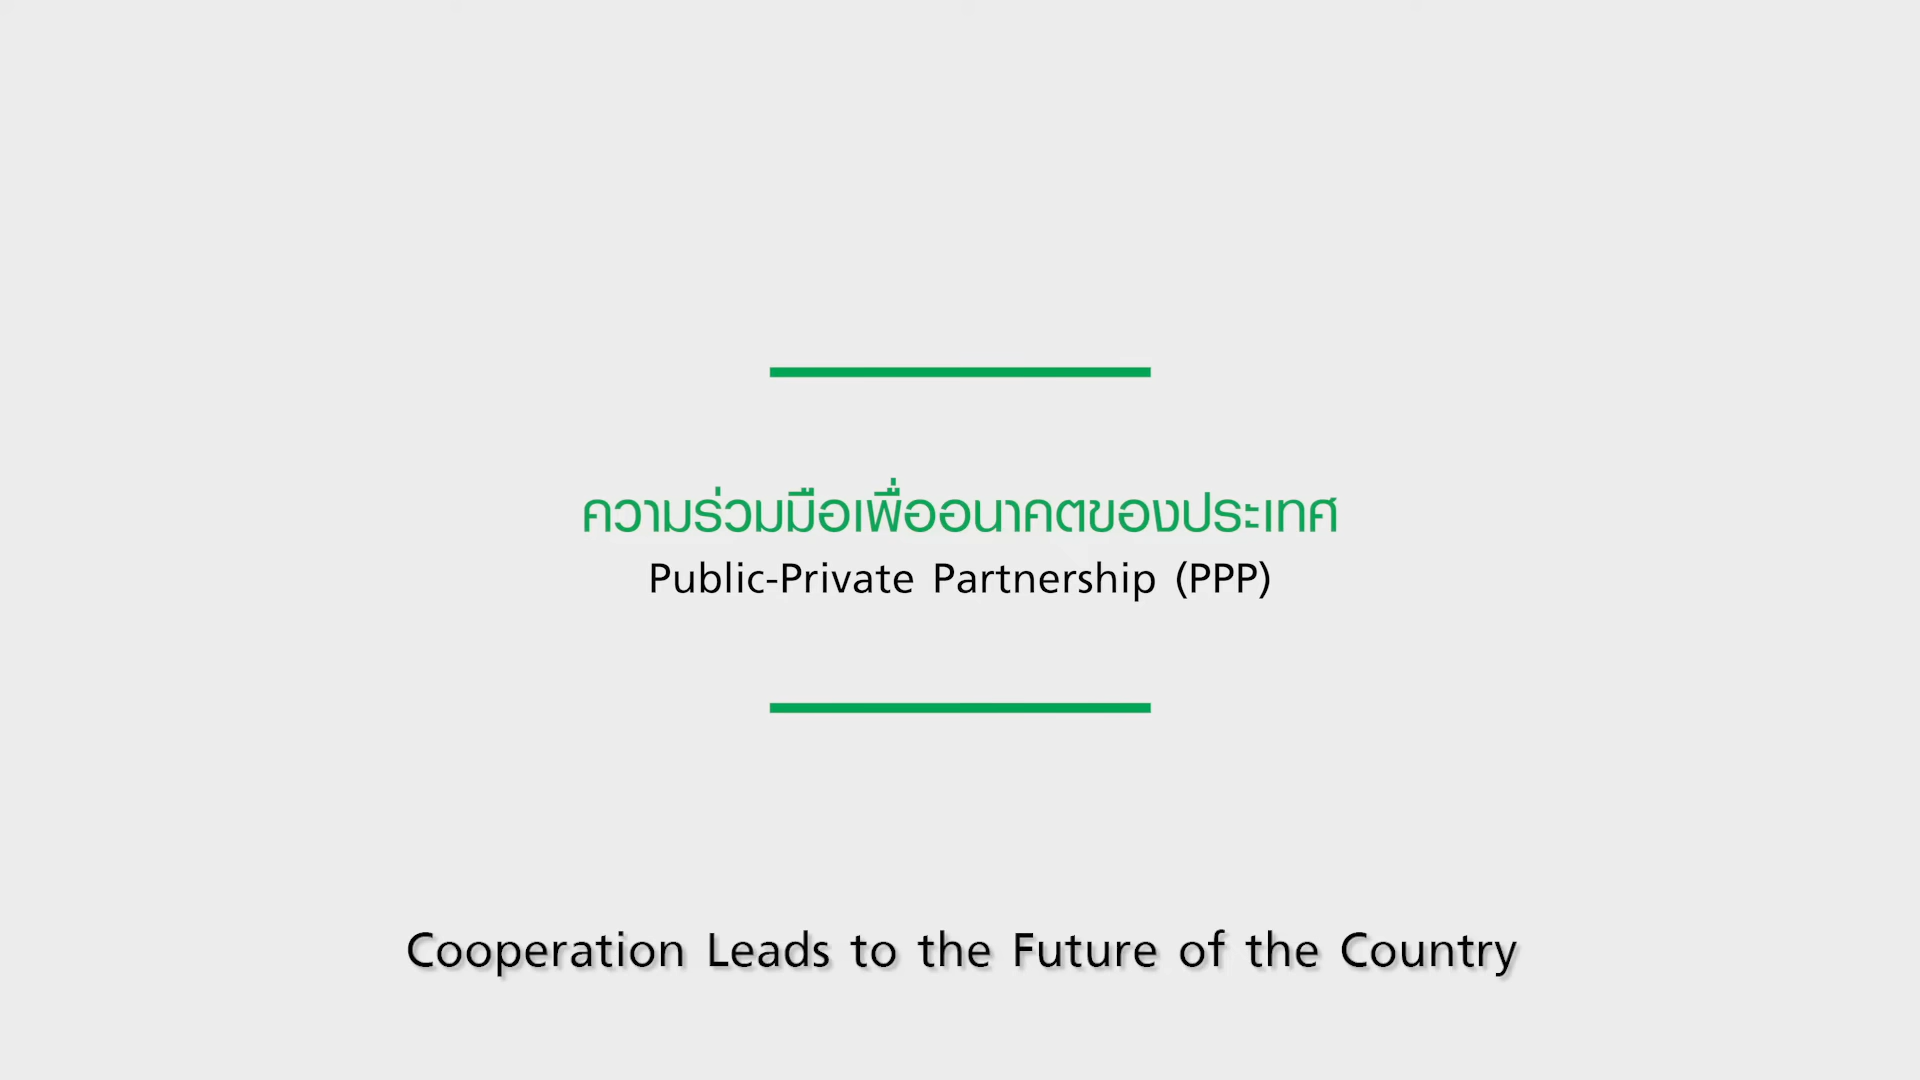 ความร่วมมือเพื่ออนาคตของประเทศ
Public-Private Partnership (PPP)
Cooperation Leads to the Future of the Country